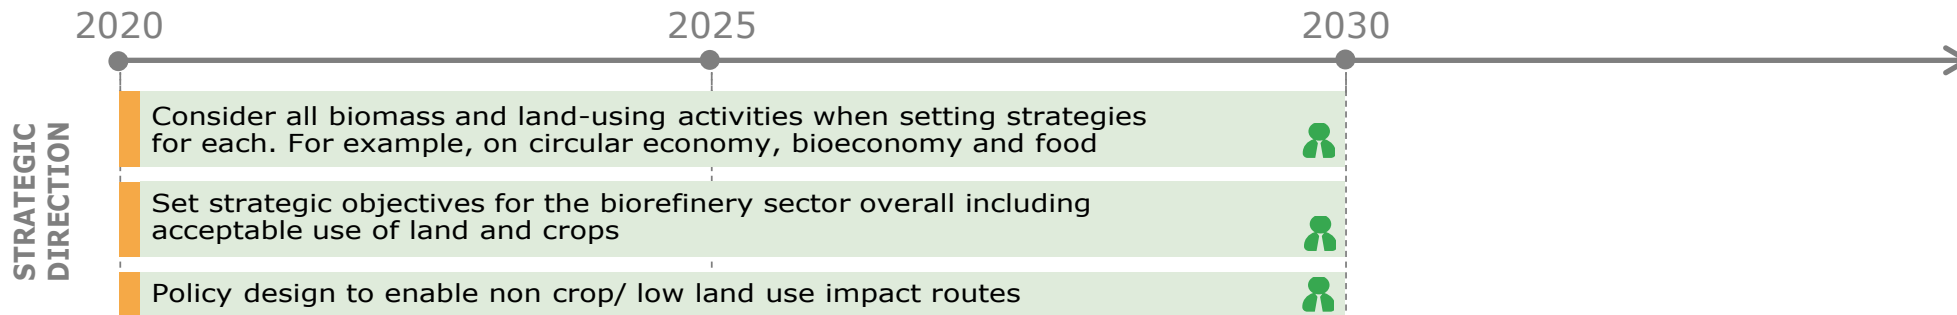 2020 2025 2030
STRATEGIC
DIRECTION
Consider all biomass and land-using activities when setting strategies
for each. For example, on circular economy, bioeconomy and food
Set strategic objectives for the biorefinery sector overall including
acceptable use of land and crops
Policy design to enable non crop/ low land use impact routes